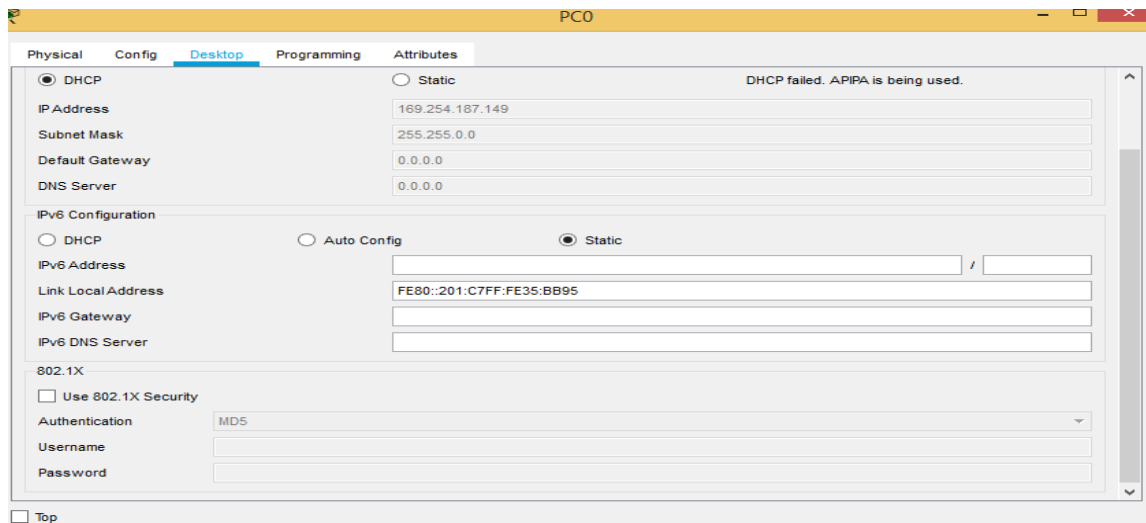 PC0
Physical Config Desktop Programming Attributes
DHCP Static DHCP failed. APIPA is being used.
IP Address 169.254.187.149
Subnet Mask 255.255.0.0
Default Gateway 0.0.0.0
DNS Server 0.0.0.0
IPv6 Configuration
DHCP Auto Config Static
IPv6 Address /
Link Local Address FE80::201:C7FF:FE35:BB95
IPv6 Gateway
IPv6 DNS Server
802.1X
Use 802.1X Security
Authentication MD5
Username
Password
Top